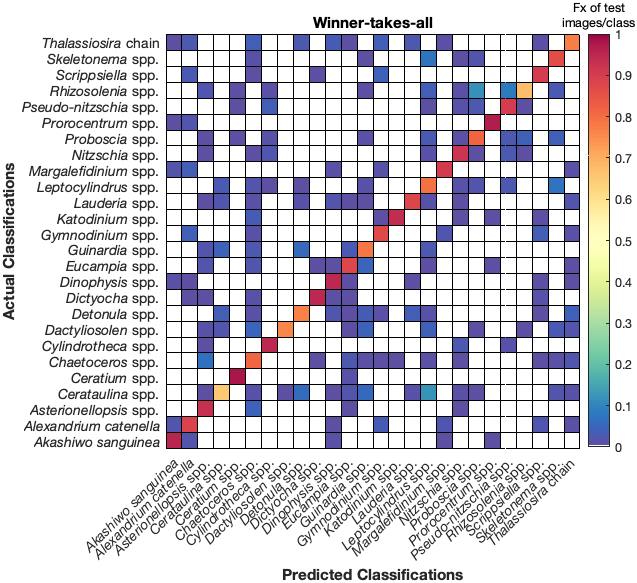 Winner-takes-all
Fx of test
images/class
Actual Classifications
Thalassiosira chain
Skeletonema spp.
Scrippsiella spp.
Rhizosolenia spp.
Pseudo-nitzschia spp.
Prorocentrum spp.
Proboscia spp.
Nitzschia spp.
Margalefidinium spp.
Leptocylindrus spp.
Lauderia spp.
Katodinium spp.
Gymnodinium spp.
Guinardia spp.
Eucampia spp.
Dinophysis spp.
Dictyocha spp.
Detonula spp.
Dactyliosolen spp.
Cylindrotheca spp.
Chaetoceros spp.
Ceratium spp.
Cerataulina spp.
Asterionellopsis spp.
Alexandrium catenella
Akashiwo sanguinea
1
0.9
0.8
0.7
0.6
0.5
0.4
0.3
0.2
0.1
0
Akashiwo sanguinea
Alexandrium catenella
Asterionellopsis spp.
Cerataulina spp.
Ceratium spp.
Chaetoceros spp.
Cylindrotheca spp.
Dactyliosolen spp.
Detonula spp.
Dictyocha spp.
Dinophysis spp.
Eucampia spp.
Guinardia spp.
Gymnodinium spp.
Katodinium spp.
Lauderia spp.
Leptocylindrus spp.
Margalefidinium spp.
Nitzschia spp.
Proboscia spp.
Prorocentrum spp.
Pseudo-nitzschia spp.
Rhizosolenia spp.
Scrippsiella spp.
Skeletonema spp.
Thalassiosira chain
Predicted Classifications